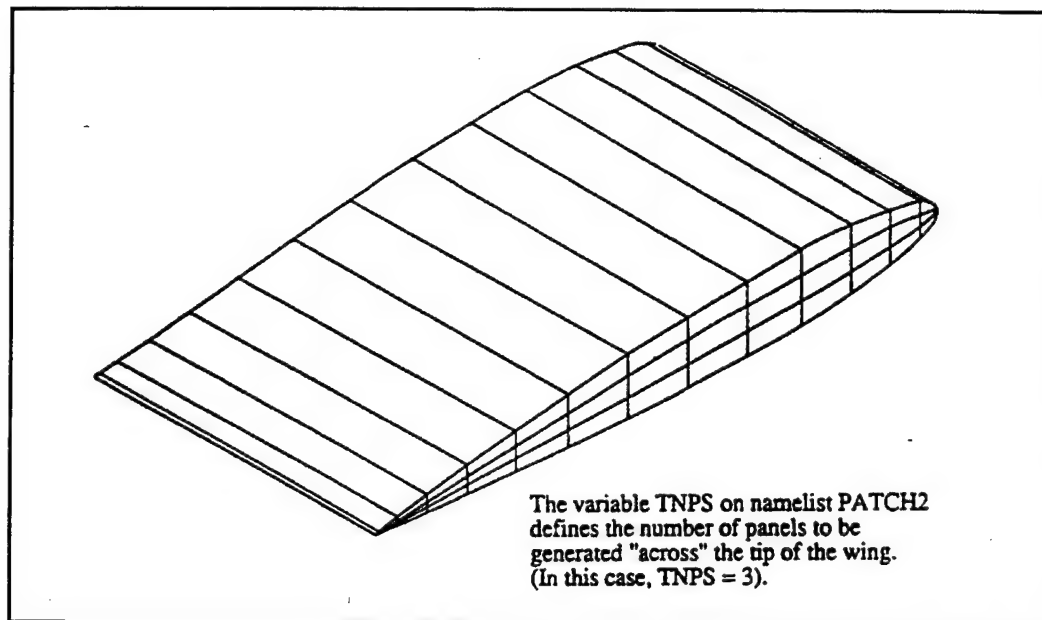 The variable TNPS on namelist PATCH2
defines the number of panels to be
generated "across" the tip of the wing.
(In this case, TNPS = 3).